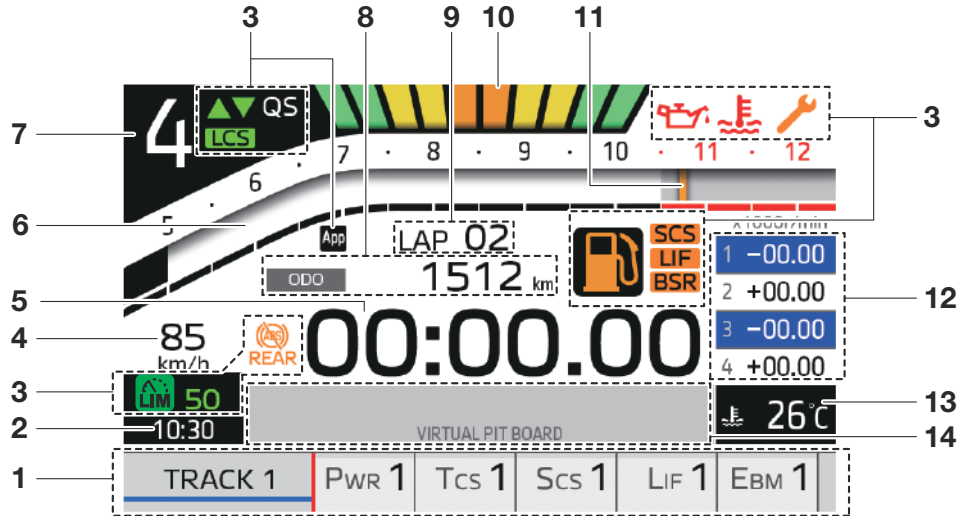 3 8 9 10 11
7
4 QS
LCS
3
5 · 6 · 7 · 8 · 9 · 10 · 11 · 12
x1000r/min
6
App
LAP 02
SCS
LIF
BSR
ODO 1512 km
5
00:00.00
1 −00.00
2 +00.00
3 −00.00
4 +00.00
12
4
85
km/h
ABS
REAR
3
LIM 50
2
10:30
VIRTUAL PIT BOARD
26°C
13
14
1
TRACK 1 PWR 1 TCS 1 SCS 1 LIF 1 EBM 1